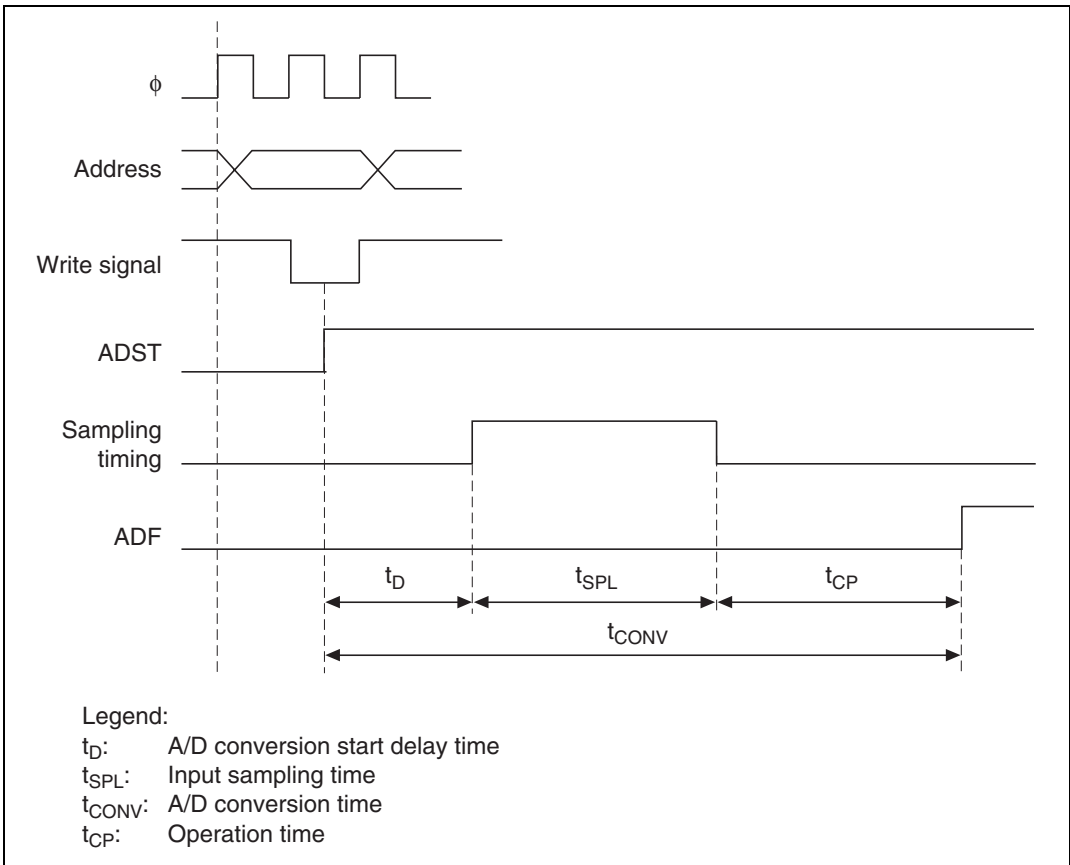 ϕ
Address
Write signal
ADST
Sampling
timing
ADF
tD
tSPL
tCP
tCONV
Legend:
tD: A/D conversion start delay time
tSPL: Input sampling time
tCONV: A/D conversion time
tCP: Operation time